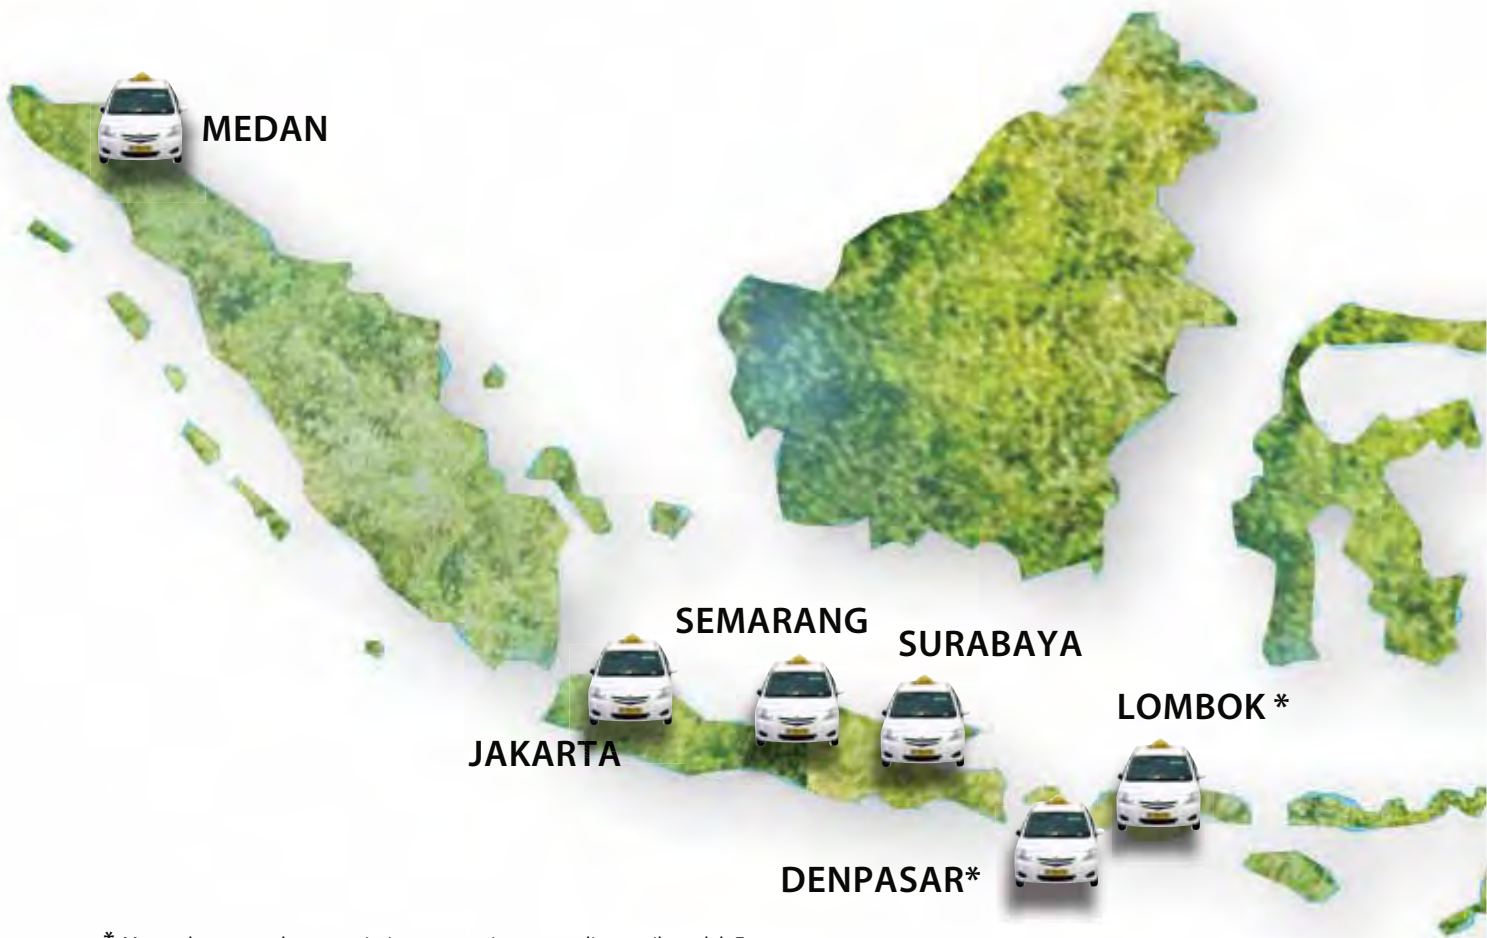 MEDAN
SEMARANG
SURABAYA
LOMBOK *
JAKARTA
DENPASAR*
*